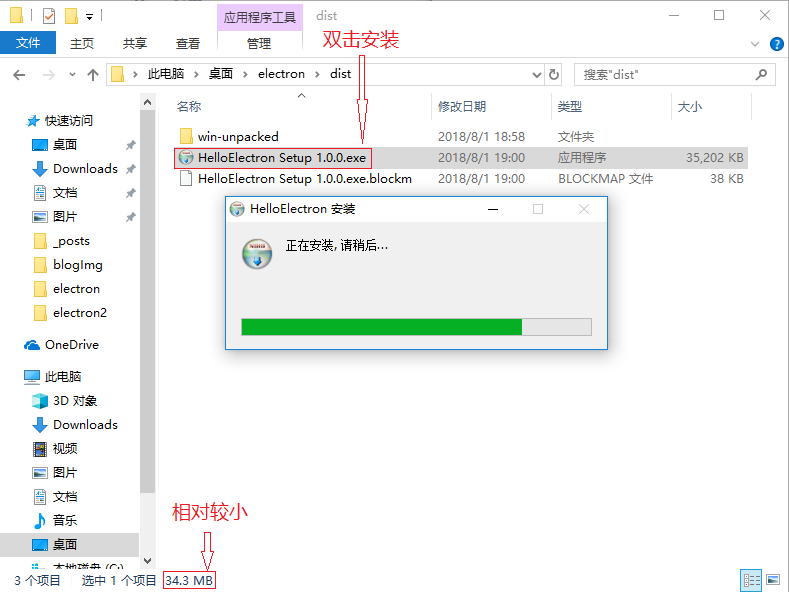 应用程序工具 dist
文件 主页 共享 查看 管理
双击安装
此电脑 桌面 electron dist 搜索"dist"
名称 修改日期 类型 大小
win-unpacked 2018/8/1 18:58 文件夹
HelloElectron Setup 1.0.0.exe 2018/8/1 19:00 应用程序 35,202 KB
HelloElectron Setup 1.0.0.exe.blockm 2018/8/1 19:00 BLOCKMAP 文件 38 KB
快速访问
桌面
Downloads
文档
图片
_posts
blogImg
electron
electron2
OneDrive
此电脑
3D 对象
Downloads
视频
图片
文档
音乐
桌面
本地磁盘 (C:)
HelloElectron 安装
正在安装, 请稍后...
相对较小
3 个项目 选中 1 个项目 34.3 MB